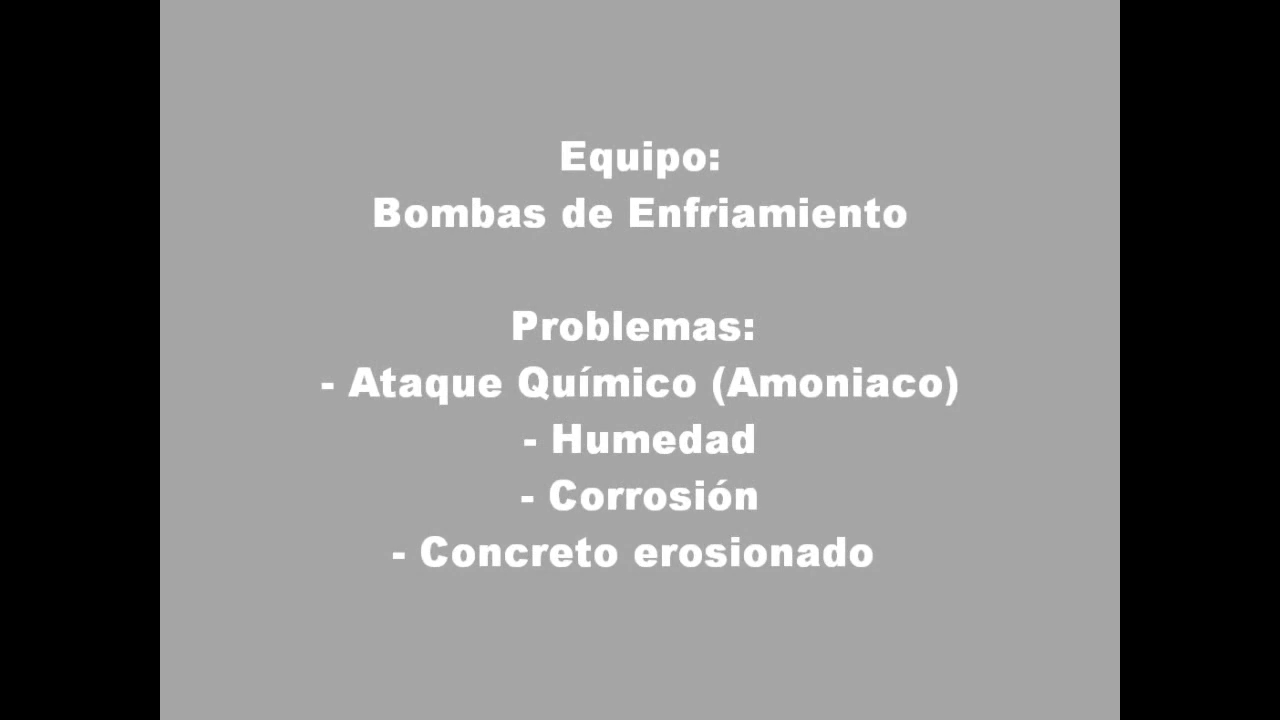 Equipo:
Bombas de Enfriamiento
Problemas:
- Ataque Químico (Amoniaco)
- Humedad
- Corrosión
- Concreto erosionado